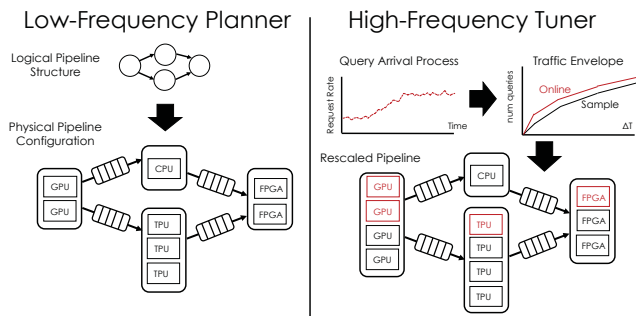 Low-Frequency Planner
Logical Pipeline
Structure
Physical Pipeline
Configuration
GPU
GPU
CPU
TPU
TPU
TPU
FPGA
FPGA
High-Frequency Tuner
Query Arrival Process
Request Rate
Time
Traffic Envelope
num queries
Online
Sample
ΔT
Rescaled Pipeline
GPU
GPU
GPU
GPU
CPU
TPU
TPU
TPU
TPU
FPGA
FPGA
FPGA